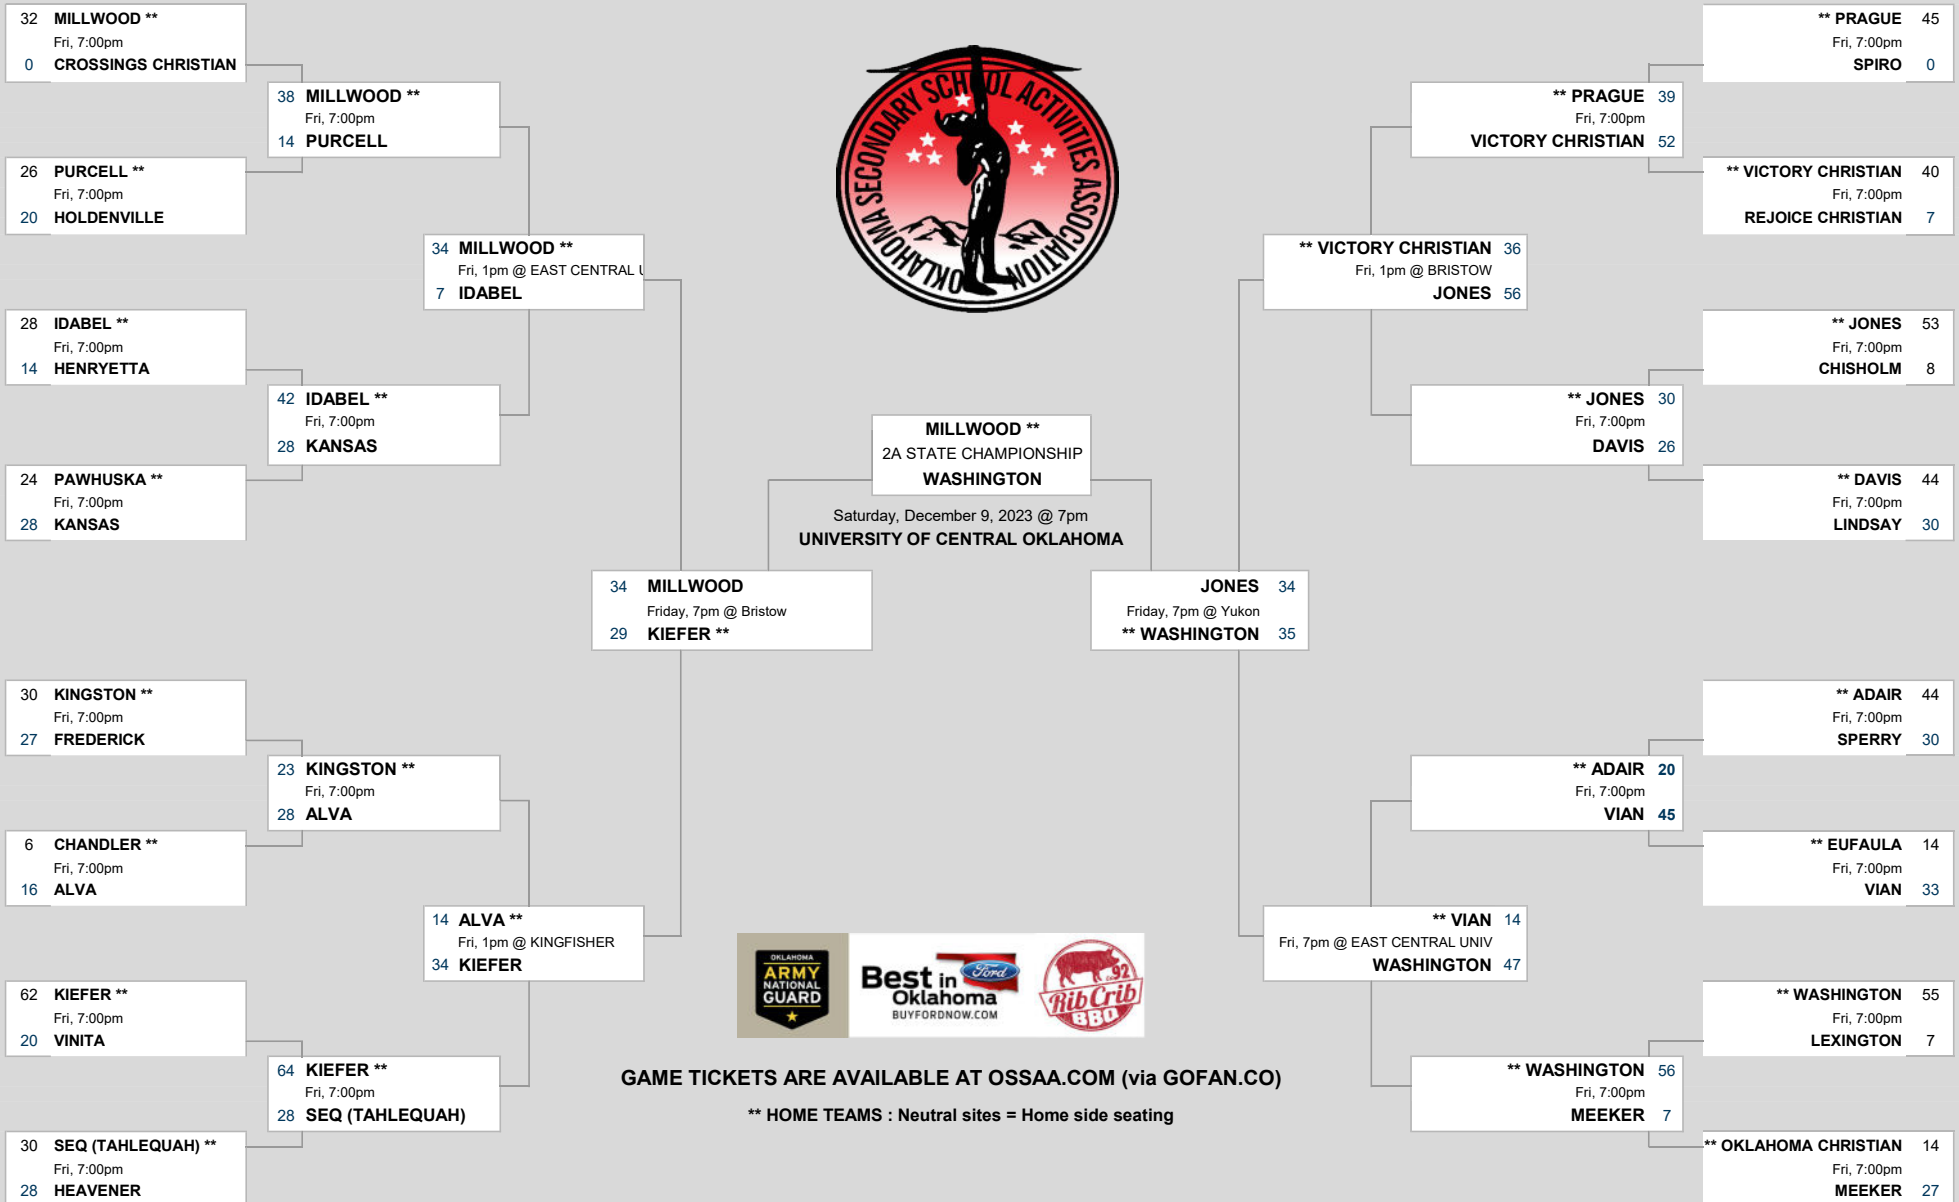 32 MILLWOOD **
Fri, 7:00pm
0 CROSSINGS CHRISTIAN
26 PURCELL **
Fri, 7:00pm
20 HOLDENVILLE
28 IDABEL **
Fri, 7:00pm
14 HENRYETTA
24 PAWHUSKA **
Fri, 7:00pm
28 KANSAS
30 KINGSTON **
Fri, 7:00pm
27 FREDERICK
6 CHANDLER **
Fri, 7:00pm
16 ALVA
62 KIEFER **
Fri, 7:00pm
20 VINITA
30 SEQ (TAHLEQUAH) **
Fri, 7:00pm
28 HEAVENER
38 MILLWOOD **
Fri, 7:00pm
14 PURCELL
42 IDABEL **
Fri, 7:00pm
28 KANSAS
23 KINGSTON **
Fri, 7:00pm
28 ALVA
64 KIEFER **
Fri, 7:00pm
28 SEQ (TAHLEQUAH)
34 MILLWOOD **
Fri, 1pm @ EAST CENTRAL
7 IDABEL
14 ALVA **
Fri, 1pm @ KINGFISHER
34 KIEFER
34 MILLWOOD
Friday, 7pm @ Bristow
29 KIEFER **
OKLAHOMA SECONDARY SCHOOL ACTIVITIES ASSOCIATION
MILLWOOD **
2A STATE CHAMPIONSHIP
WASHINGTON
Saturday, December 9, 2023 @ 7pm
UNIVERSITY OF CENTRAL OKLAHOMA
JONES 34
Friday, 7pm @ Yukon
** WASHINGTON 35
** VICTORY CHRISTIAN 36
Fri, 1pm @ BRISTOW
JONES 56
** VIAN 14
Fri, 7pm @ EAST CENTRAL UNIV
WASHINGTON 47
** PRAGUE 39
Fri, 7:00pm
VICTORY CHRISTIAN 52
** JONES 30
Fri, 7:00pm
DAVIS 26
** ADAIR 20
Fri, 7:00pm
VIAN 45
** WASHINGTON 56
Fri, 7:00pm
MEEKER 7
** PRAGUE 45
Fri, 7:00pm
SPIRO 0
** VICTORY CHRISTIAN 40
Fri, 7:00pm
REJOICE CHRISTIAN 7
** JONES 53
Fri, 7:00pm
CHISHOLM 8
** DAVIS 44
Fri, 7:00pm
LINDSAY 30
** ADAIR 44
Fri, 7:00pm
SPERRY 30
** EUFAULA 14
Fri, 7:00pm
VIAN 33
** WASHINGTON 55
Fri, 7:00pm
LEXINGTON 7
** OKLAHOMA CHRISTIAN 14
Fri, 7:00pm
MEEKER 27
OKLAHOMA
ARMY
NATIONAL
GUARD
Best in Ford
Oklahoma
BUYFORDNOW.COM
92
Rib Crib
BBQ
GAME TICKETS ARE AVAILABLE AT OSSAA.COM (via GOFAN.CO)
** HOME TEAMS : Neutral sites = Home side seating